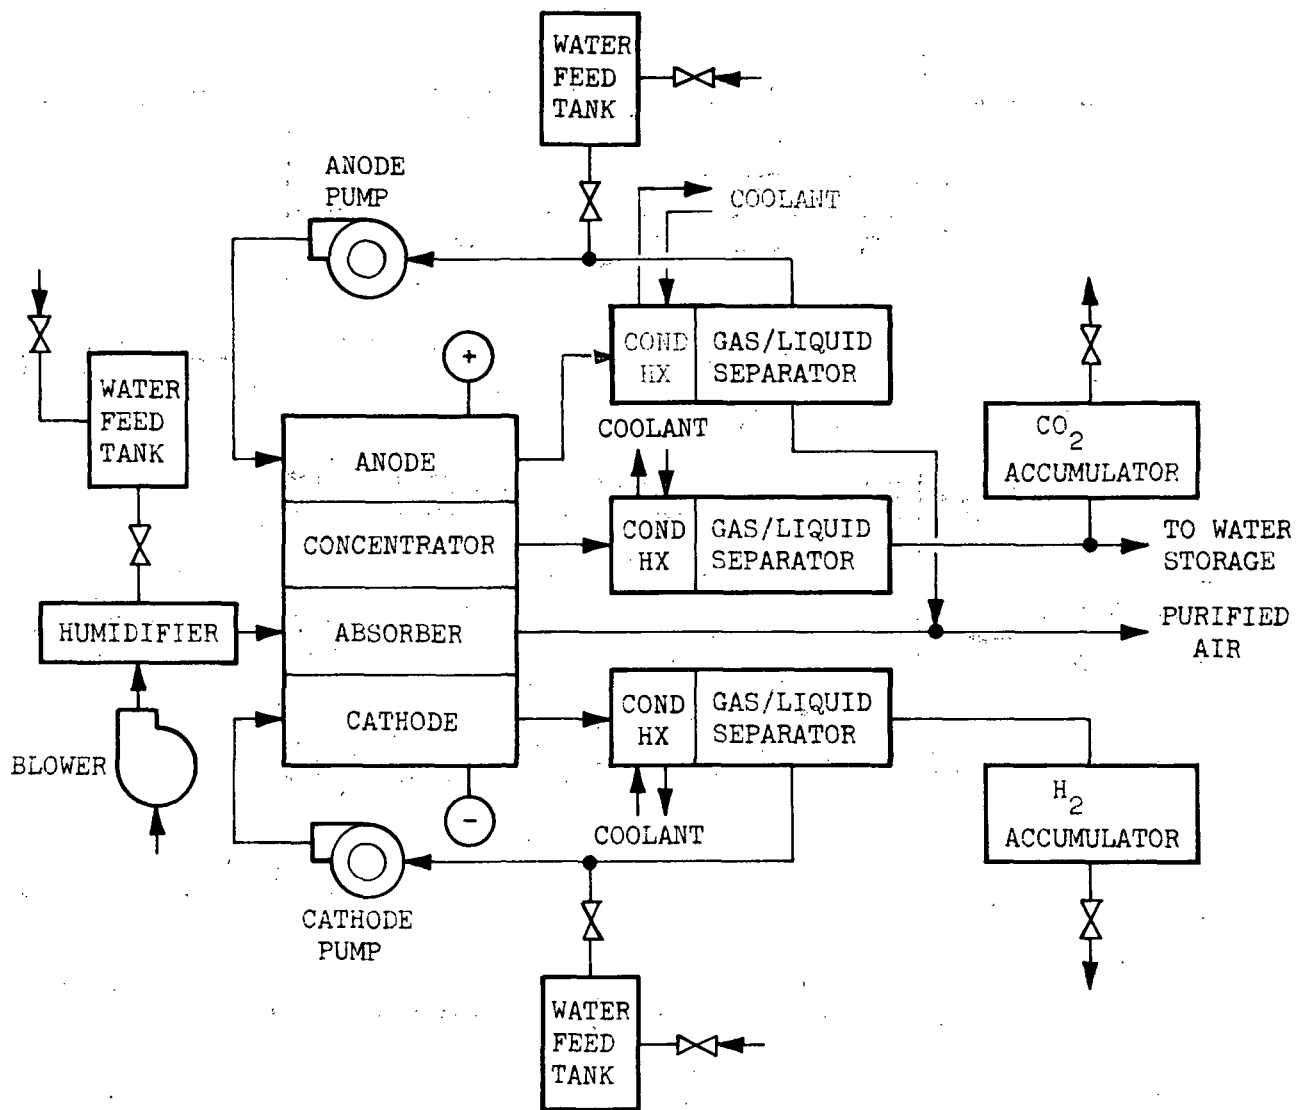 WATER
FEED
TANK
ANODE
PUMP
COOLANT
WATER
FEED
TANK
+
COND
HX
GAS/LIQUID
SEPARATOR
COOLANT
CO2
ACCUMULATOR
ANODE
CONCENTRATOR
COND
HX
GAS/LIQUID
SEPARATOR
TO WATER
STORAGE
HUMIDIFIER
ABSORBER
PURIFIED
AIR
CATHODE
COND
HX
GAS/LIQUID
SEPARATOR
BLOWER
-
COOLANT
H2
ACCUMULATOR
CATHODE
PUMP
WATER
FEED
TANK